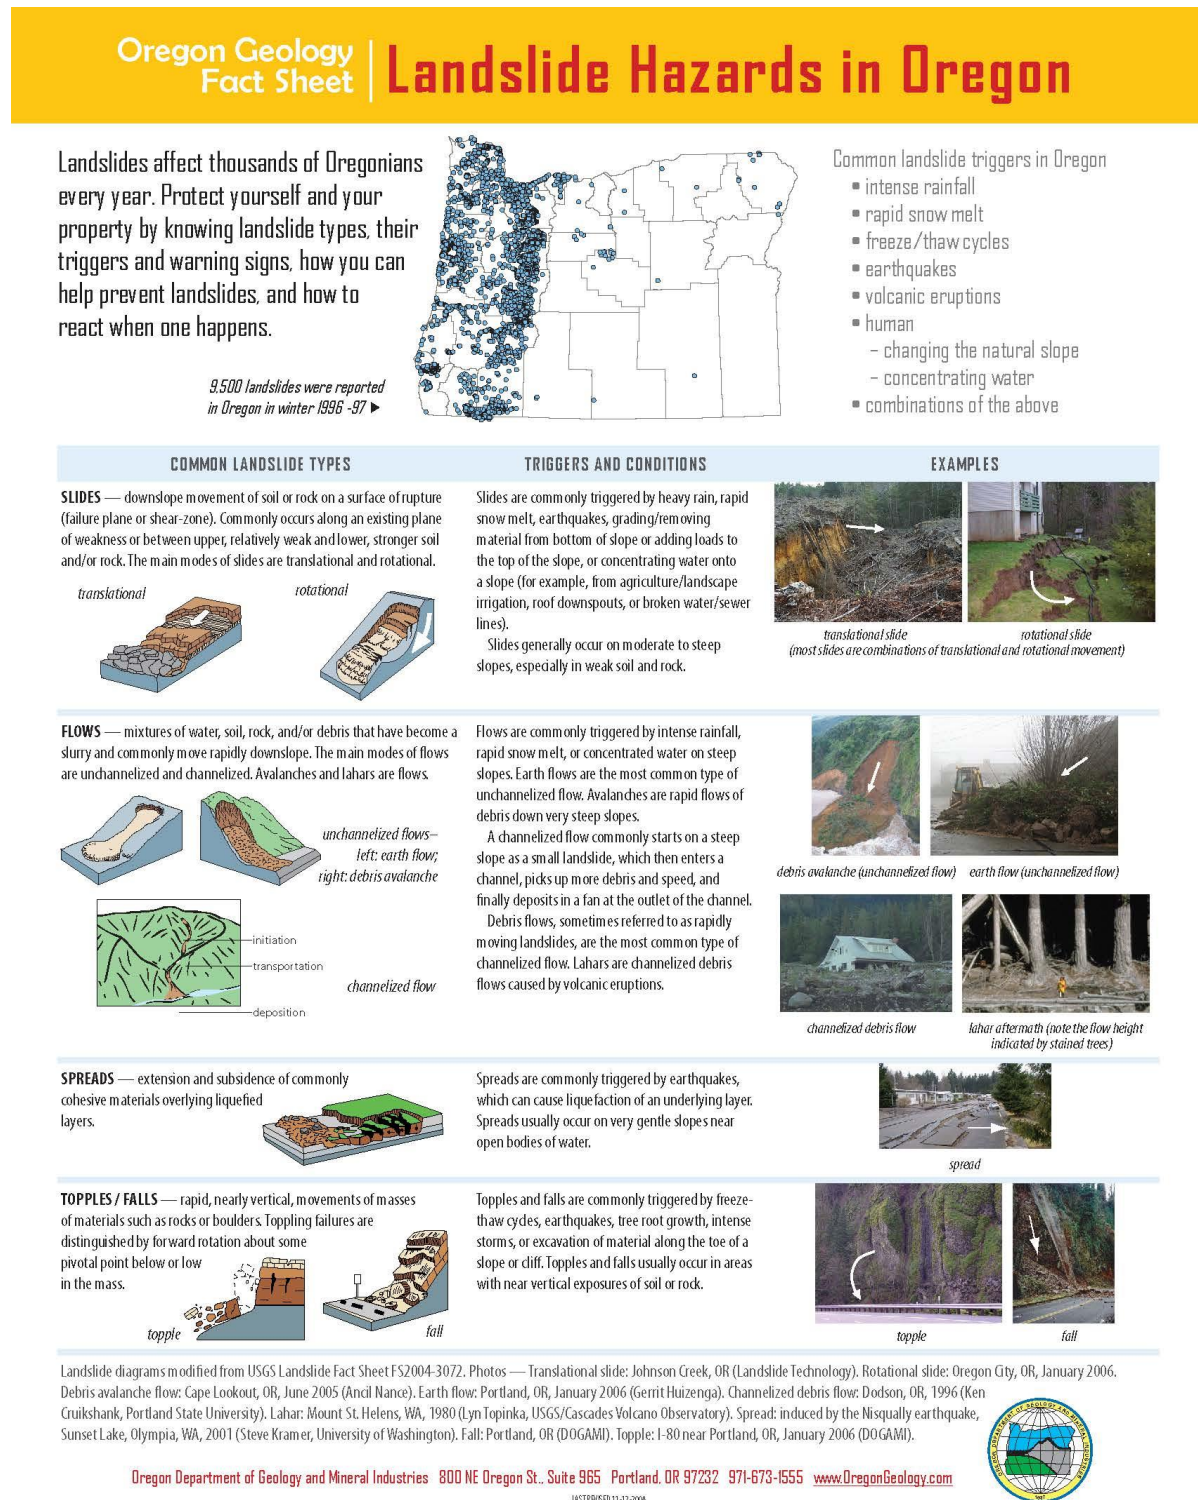 Oregon Geology
Fact Sheet
Landslide Hazards in Oregon
Landslides affect thousands of Oregonians
every year. Protect yourself and your
property by knowing landslide types, their
triggers and warning signs, how you can
help prevent landslides, and how to
react when one happens.
9,500 landslides were reported
in Oregon in winter 1996 -97 ►
Common landslide triggers in Oregon
▪ intense rainfall
▪ rapid snow melt
▪ freeze/thaw cycles
▪ earthquakes
▪ volcanic eruptions
▪ human
– changing the natural slope
– concentrating water
▪ combinations of the above
COMMON LANDSLIDE TYPES
TRIGGERS AND CONDITIONS
EXAMPLES
SLIDES — downslope movement of soil or rock on a surface of rupture
(failure plane or shear-zone). Commonly occurs along an existing plane
of weakness or between upper, relatively weak and lower, stronger soil
and/or rock. The main modes of slides are translational and rotational.
translational
rotational
Slides are commonly triggered by heavy rain, rapid
snow melt, earthquakes, grading/removing
material from bottom of slope or adding loads to
the top of the slope, or concentrating water onto
a slope (for example, from agriculture/landscape
irrigation, roof downspouts, or broken water/sewer
lines).
Slides generally occur on moderate to steep
slopes, especially in weak soil and rock.
translational slide
rotational slide
(most slides are combinations of translational and rotational movement)
FLOWS — mixtures of water, soil, rock, and/or debris that have become a
slurry and commonly move rapidly downslope. The main modes of flows
are unchannelized and channelized. Avalanches and lahars are flows.
unchannelized flows–
left: earth flow;
right: debris avalanche
initiation
transportation
channelized flow
deposition
Flows are commonly triggered by intense rainfall,
rapid snow melt, or concentrated water on steep
slopes. Earth flows are the most common type of
unchannelized flow. Avalanches are rapid flows of
debris down very steep slopes.
A channelized flow commonly starts on a steep
slope as a small landslide, which then enters a
channel, picks up more debris and speed, and
finally deposits in a fan at the outlet of the channel.
Debris flows, sometimes referred to as rapidly
moving landslides, are the most common type of
channelized flow. Lahars are channelized debris
flows caused by volcanic eruptions.
debris avalanche (unchannelized flow)
earth flow (unchannelized flow)
channelized debris flow
lahar aftermath (note the flow height
indicated by stained trees)
SPREADS — extension and subsidence of commonly
cohesive materials overlying liquefied
layers.
Spreads are commonly triggered by earthquakes,
which can cause liquefaction of an underlying layer.
Spreads usually occur on very gentle slopes near
open bodies of water.
spread
TOPPLES / FALLS — rapid, nearly vertical, movements of masses
of materials such as rocks or boulders. Toppling failures are
distinguished by forward rotation about some
pivotal point below or low
in the mass.
topple
fall
Topples and falls are commonly triggered by freeze-
thaw cycles, earthquakes, tree root growth, intense
storms, or excavation of material along the toe of a
slope or cliff. Topples and falls usually occur in areas
with near vertical exposures of soil or rock.
topple
fall
Landslide diagrams modified from USGS Landslide Fact Sheet FS2004-3072. Photos — Translational slide: Johnson Creek, OR (Landslide Technology). Rotational slide: Oregon City, OR, January 2006.
Debris avalanche flow: Cape Lookout, OR, June 2005 (Ancil Nance). Earth flow: Portland, OR, January 2006 (Gerrit Huizenga). Channelized debris flow: Dodson, OR, 1996 (Ken
Cruikshank, Portland State University). Lahar: Mount St. Helens, WA, 1980 (Lyn Topinka, USGS/Cascades Volcano Observatory). Spread: induced by the Nisqually earthquake,
Sunset Lake, Olympia, WA, 2001 (Steve Kramer, University of Washington). Fall: Portland, OR (DOGAMI). Topple: I-80 near Portland, OR, January 2006 (DOGAMI).
Oregon Department of Geology and Mineral Industries 800 NE Oregon St., Suite 965 Portland, OR 97232 971-673-1555 www.OregonGeology.com